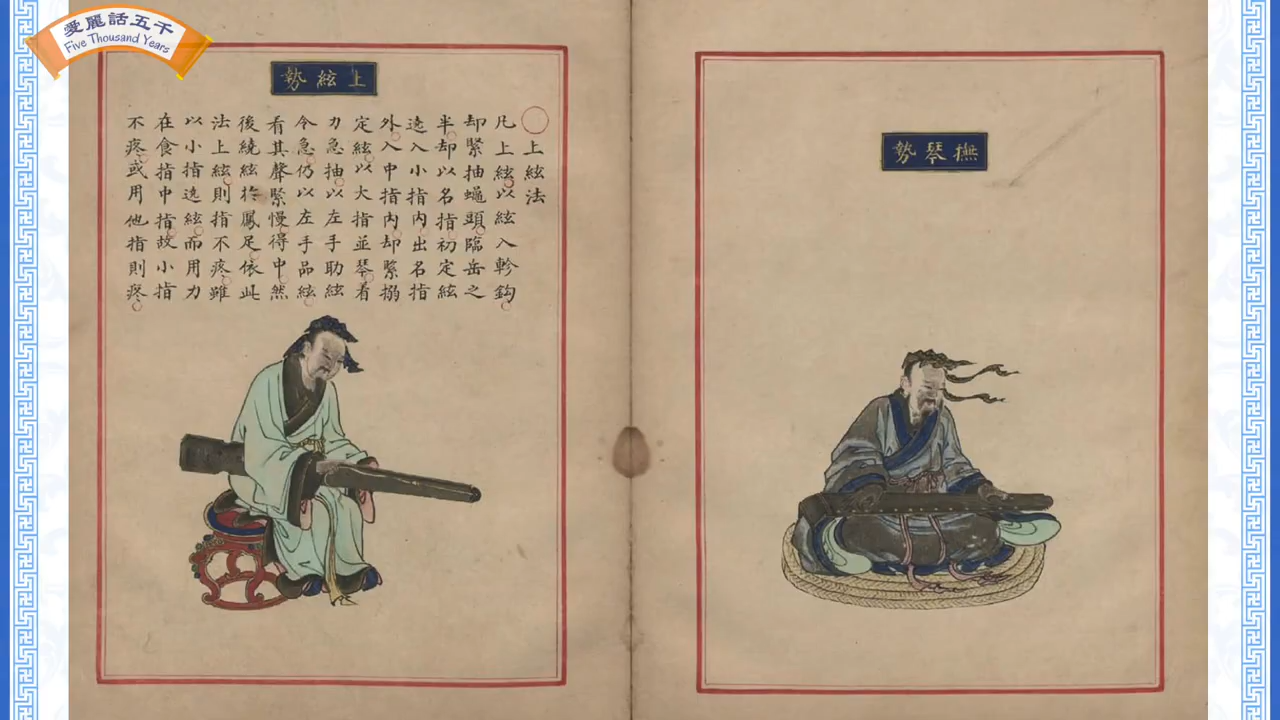 愛麗話五千
Five Thousand Years
撫琴勢
上絃勢
上絃法
凡上絃以絃入軫鈎
却緊抽蠅頭臨岳之
半却以名指初定絃
遶入小指内出名指
外入中指内却緊搦
定絃以大指並琴看
力急抽以左手助絃
令急仍以左手品絃
看其聲緊慢得中然
後繞絃於鳳足依此
法上絃則指不疼雖
以小指遶絃而用力
在食指中指故小指
不疼或用他指則疼